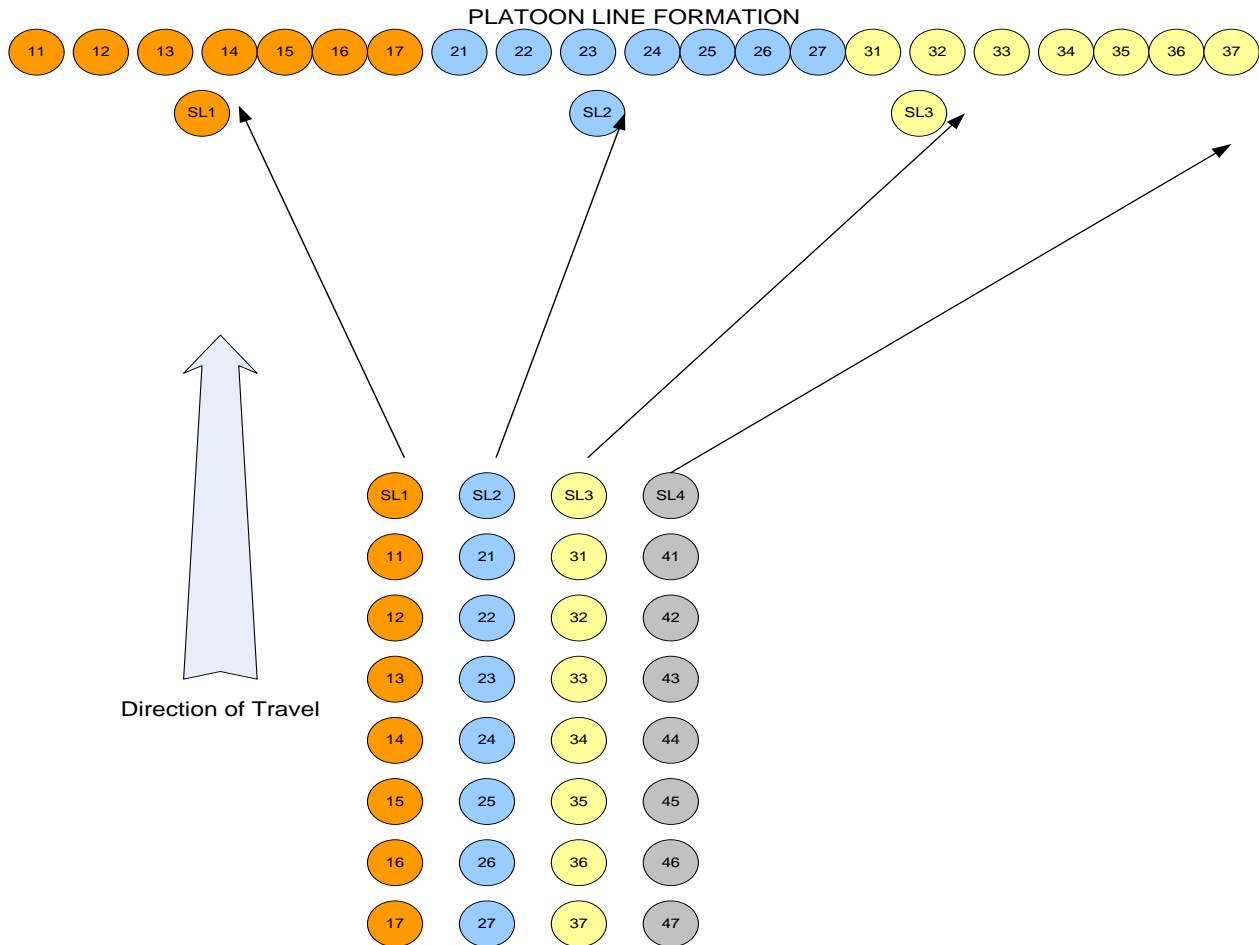 PLATOON LINE FORMATION
11 12 13 14 15 16 17 21 22 23 24 25 26 27 31 32 33 34 35 36 37
SL1 SL2 SL3
SL1 SL2 SL3 SL4
11 21 31 41
12 22 32 42
13 23 33 43
Direction of Travel
14 24 34 44
15 25 35 45
16 26 36 46
17 27 37 47